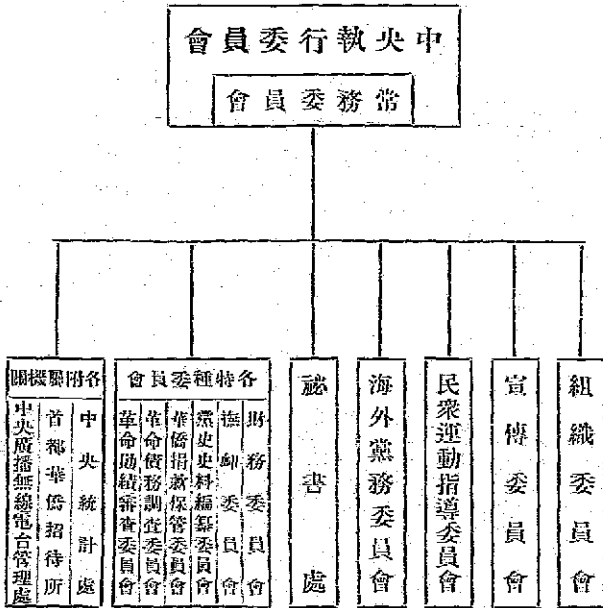 中央執行委員會
常務委員會
組織委員會
宣傳委員會
民衆運動指導委員會
海外黨務委員會
祕書處
各特種委員會
財務委員會
撫卹委員會
黨史史料編纂委員會
華僑捐款保管委員會
革命債務調查委員會
革命勛績審查委員會
各附屬機關
中央統計處
首都華僑招待所
中央廣播無線電台管理處